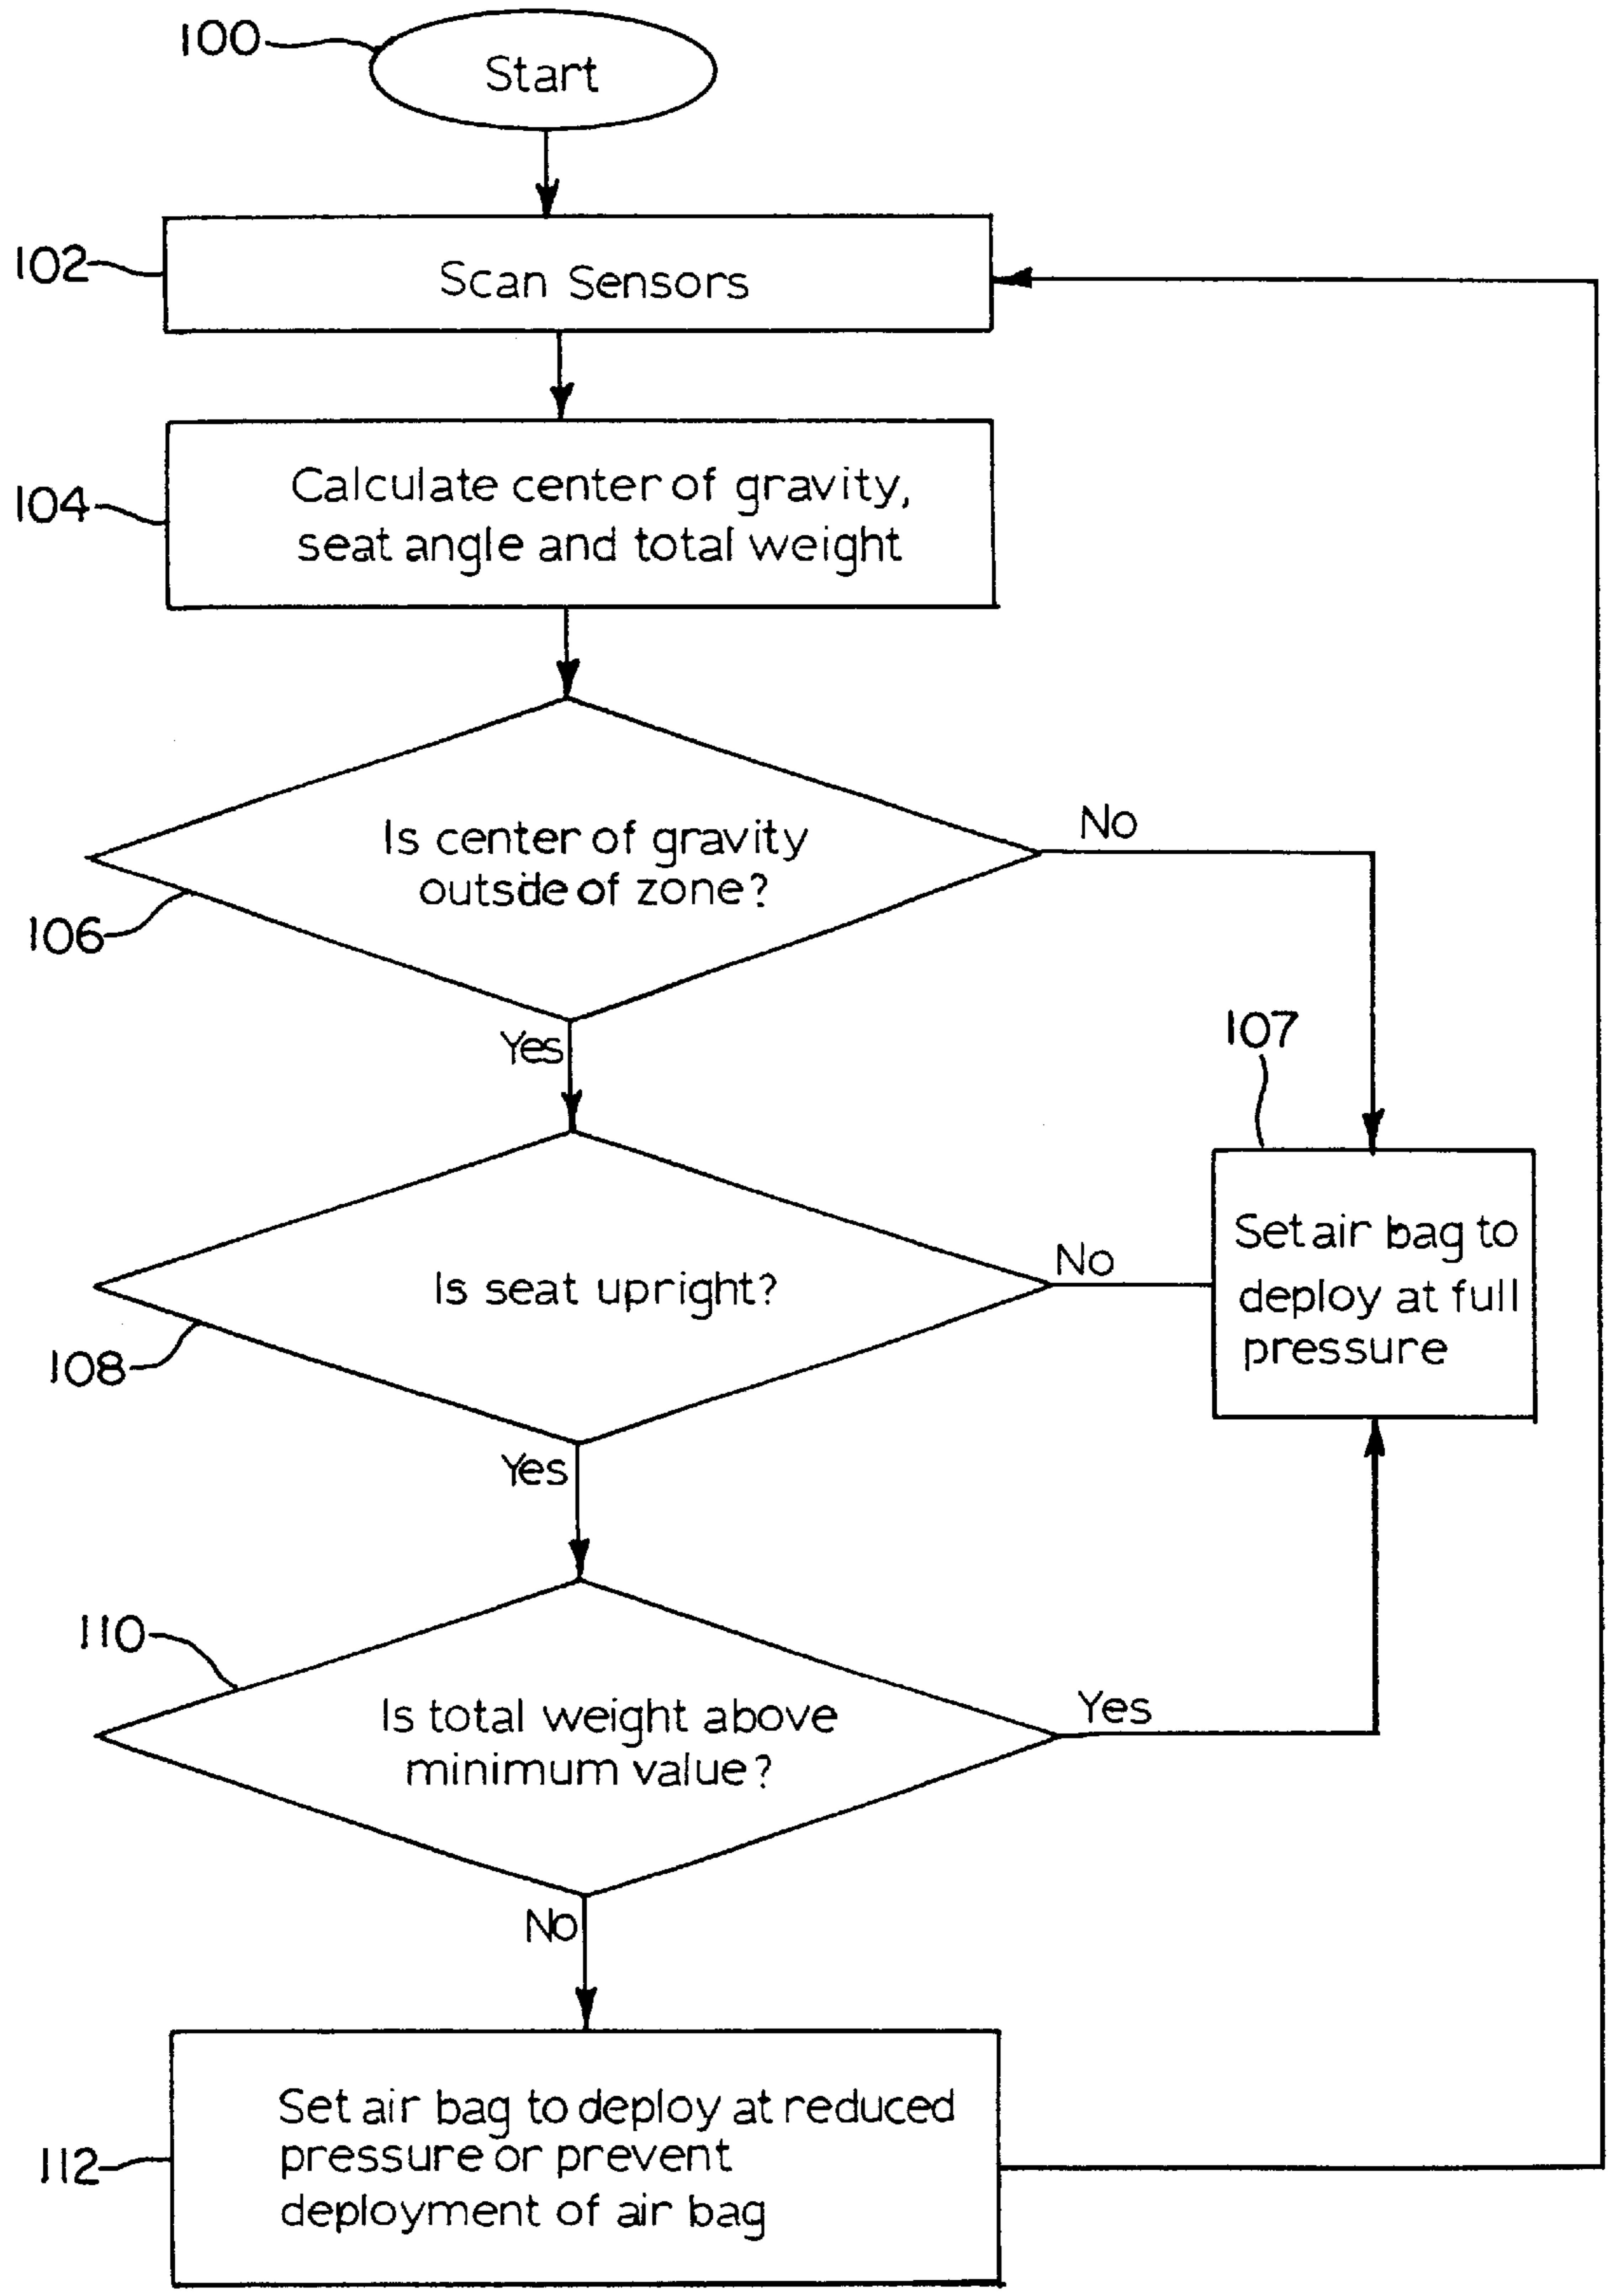 100
Start
102
Scan Sensors
104
Calculate center of gravity,
seat angle and total weight
106
Is center of gravity
outside of zone?
No
Yes
107
Set air bag to
deploy at full
pressure
108
Is seat upright?
No
Yes
110
Is total weight above
minimum value?
Yes
No
112
Set air bag to deploy at reduced
pressure or prevent
deployment of air bag